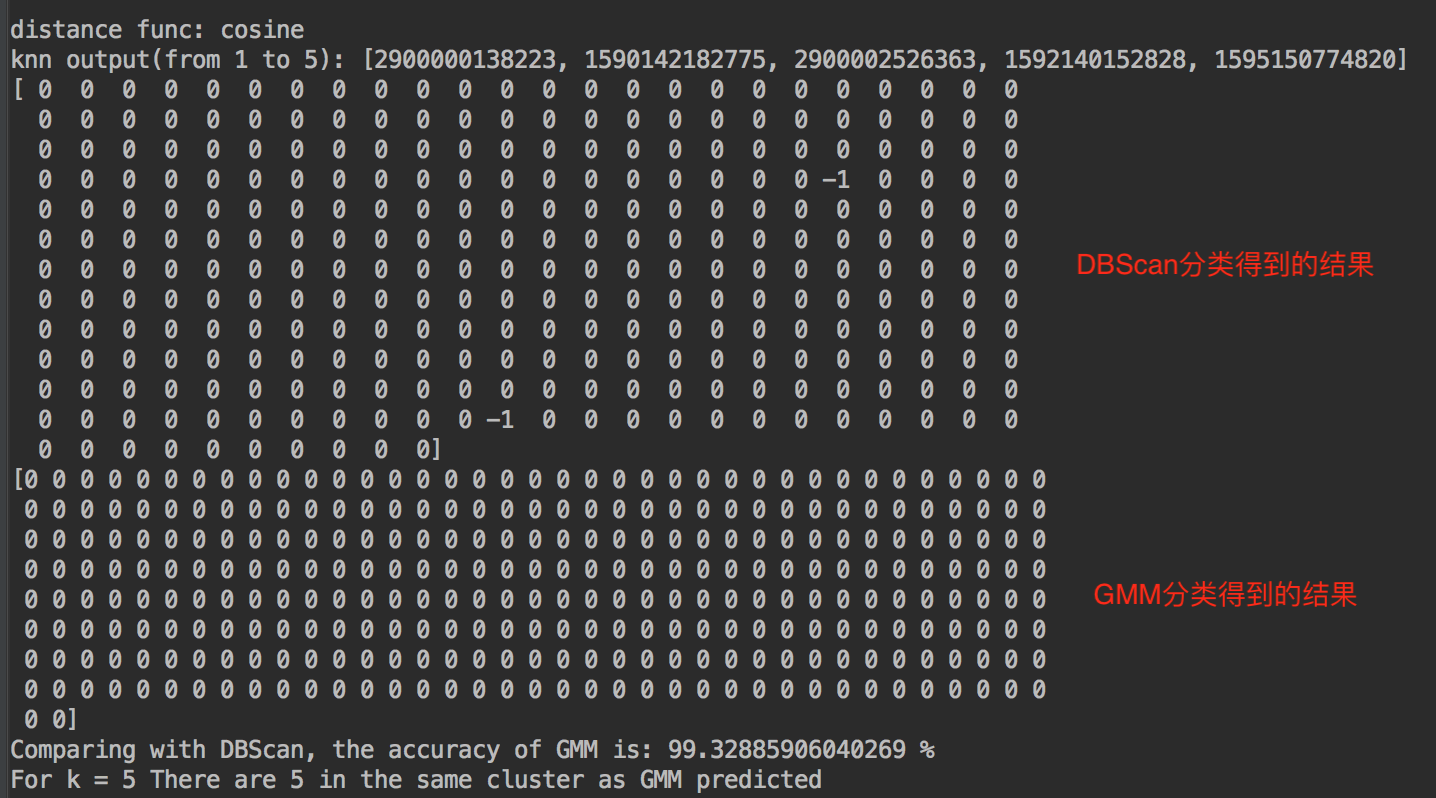 distance func: cosine
knn output(from 1 to 5): [2900000138223, 1590142182775, 2900002526363, 1592140152828, 1595150774820]
[ 0  0  0  0  0  0  0  0  0  0  0  0  0  0  0  0  0  0  0  0  0  0  0  0
  0  0  0  0  0  0  0  0  0  0  0  0  0  0  0  0  0  0  0  0  0  0  0  0
  0  0  0  0  0  0  0  0  0  0  0  0  0  0  0  0  0  0  0  0  0  0  0  0
  0  0  0  0  0  0  0  0  0  0  0  0  0  0  0  0  0  0  0 -1  0  0  0  0
  0  0  0  0  0  0  0  0  0  0  0  0  0  0  0  0  0  0  0  0  0  0  0  0
  0  0  0  0  0  0  0  0  0  0  0  0  0  0  0  0  0  0  0  0  0  0  0  0
  0  0  0  0  0  0  0  0  0  0  0  0  0  0  0  0  0  0  0  0  0  0  0  0
  0  0  0  0  0  0  0  0  0  0  0  0  0  0  0  0  0  0  0  0  0  0  0  0
  0  0  0  0  0  0  0  0  0  0  0  0  0  0  0  0  0  0  0  0  0  0  0  0
  0  0  0  0  0  0  0  0  0  0  0  0  0  0  0  0  0  0  0  0  0  0  0  0
  0  0  0  0  0  0  0  0  0  0  0  0  0  0  0  0  0  0  0  0  0  0  0  0
  0  0  0  0  0  0  0  0  0  0  0 -1  0  0  0  0  0  0  0  0  0  0  0  0
  0  0  0  0  0  0  0  0  0  0]
DBScan分类得到的结果
[0 0 0 0 0 0 0 0 0 0 0 0 0 0 0 0 0 0 0 0 0 0 0 0 0 0 0 0 0 0 0 0 0 0 0 0 0
 0 0 0 0 0 0 0 0 0 0 0 0 0 0 0 0 0 0 0 0 0 0 0 0 0 0 0 0 0 0 0 0 0 0 0 0 0
 0 0 0 0 0 0 0 0 0 0 0 0 0 0 0 0 0 0 0 0 0 0 0 0 0 0 0 0 0 0 0 0 0 0 0 0 0
 0 0 0 0 0 0 0 0 0 0 0 0 0 0 0 0 0 0 0 0 0 0 0 0 0 0 0 0 0 0 0 0 0 0 0 0 0
 0 0 0 0 0 0 0 0 0 0 0 0 0 0 0 0 0 0 0 0 0 0 0 0 0 0 0 0 0 0 0 0 0 0 0 0 0
 0 0 0 0 0 0 0 0 0 0 0 0 0 0 0 0 0 0 0 0 0 0 0 0 0 0 0 0 0 0 0 0 0 0 0 0 0
 0 0 0 0 0 0 0 0 0 0 0 0 0 0 0 0 0 0 0 0 0 0 0 0 0 0 0 0 0 0 0 0 0 0 0 0 0
 0 0 0 0 0 0 0 0 0 0 0 0 0 0 0 0 0 0 0 0 0 0 0 0 0 0 0 0 0 0 0 0 0 0 0 0 0
 0 0]
GMM分类得到的结果
Comparing with DBScan, the accuracy of GMM is: 99.32885906040269 %
For k = 5 There are 5 in the same cluster as GMM predicted